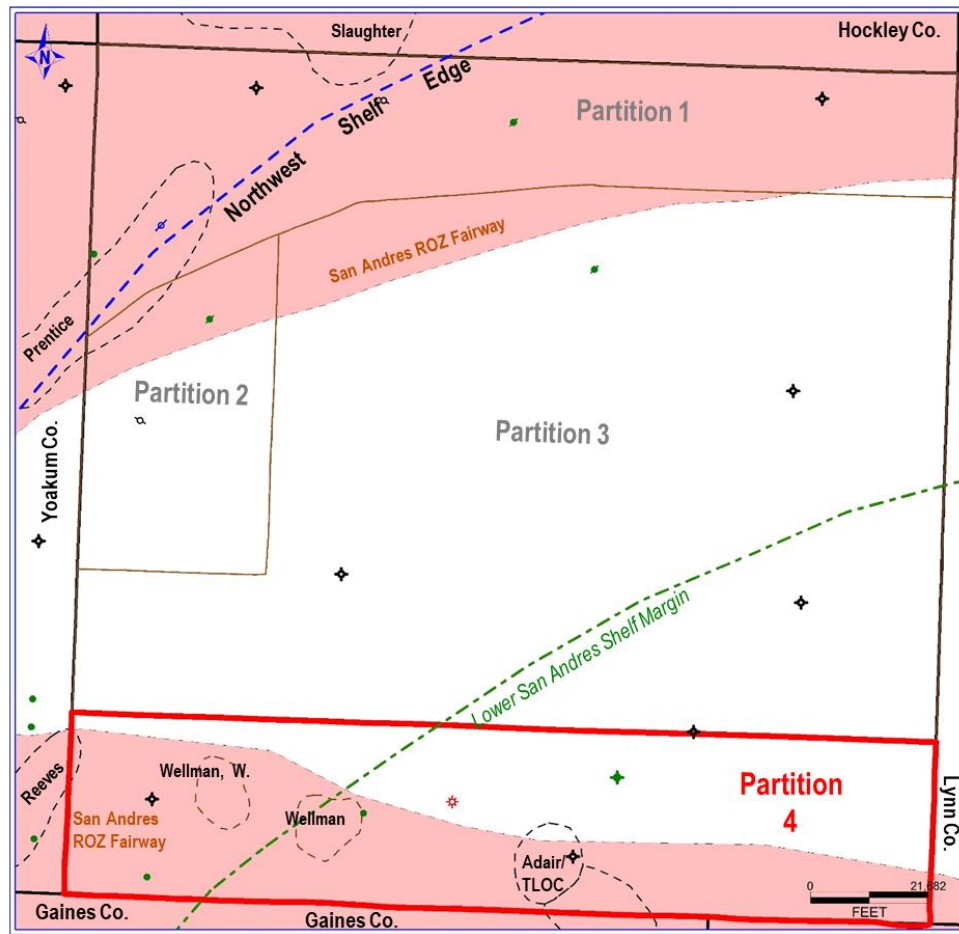 Slaughter
Hockley Co.
N
Northwest Shelf Edge
Partition 1
San Andres ROZ Fairway
Prentice
Partition 2
Partition 3
Yoakum Co.
Lower San Andres Shelf Margin
Reeves
Wellman, W.
San Andres
ROZ Fairway
Wellman
Partition
4
Lynn Co.
Adair/
TLOC
0 21,682
FEET
Gaines Co.
Gaines Co.